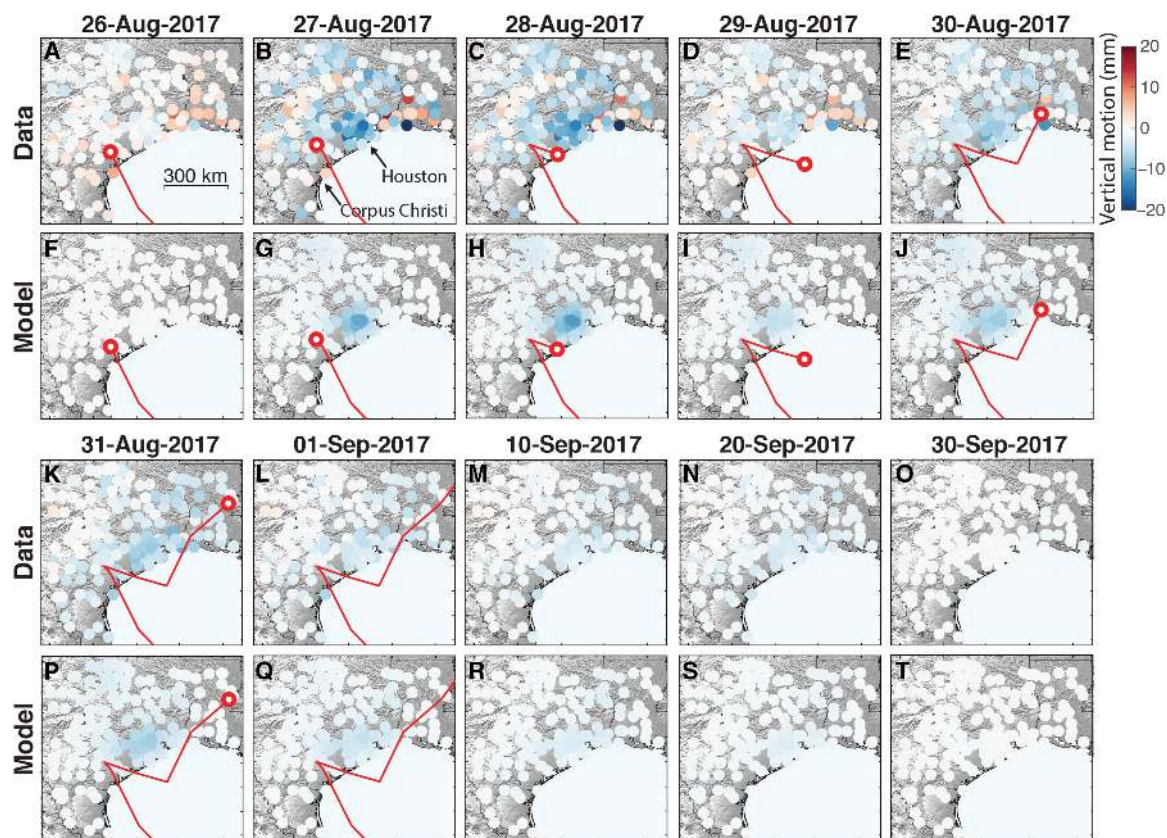 26-Aug-2017 27-Aug-2017 28-Aug-2017 29-Aug-2017 30-Aug-2017
Data
A B C D E
300 km
Houston
Corpus Christi
20
10
0
−10
−20
Vertical motion (mm)
Model
F G H I J
31-Aug-2017 01-Sep-2017 10-Sep-2017 20-Sep-2017 30-Sep-2017
Data
K L M N O
Model
P Q R S T